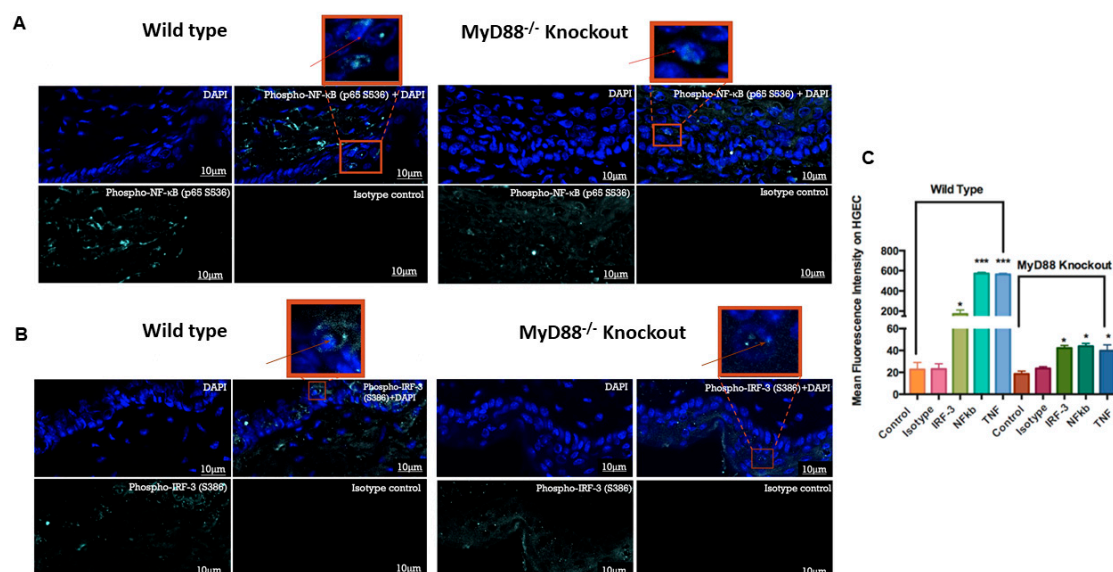 A
Wild type
MyD88-/- Knockout
DAPI
Phospho-NF-κB (p65 S536) + DAPI
10µm
10µm
Phospho-NF-κB (p65 S536)
Isotype control
10µm
10µm
DAPI
Phospho-NF-κB (p65 S536) + DAPI
10µm
10µm
Phospho-NF-κB (p65 S536)
Isotype control
10µm
10µm
B
Wild type
MyD88-/- Knockout
DAPI
Phospho-IRF-3
(S386)+DAPI
10µm
10µm
Phospho-IRF-3 (S386)
Isotype control
10µm
10µm
DAPI
Phospho-IRF-3 (S386)+DAPI
10µm
10µm
Phospho-IRF-3 (S386)
Isotype control
10µm
10µm
C
Wild Type
MyD88 Knockout
Mean Fluorescence Intensity on HGEC
800
600
400
200
60
40
20
0
*
***
***
*
*
*
Control
Isotype
IRF-3
NFkb
TNF
Control
Isotype
IRF-3
NFkb
TNF